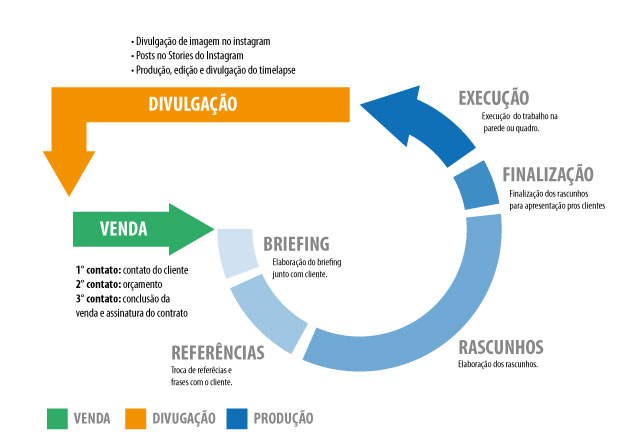 • Divulgação de imagem no instagram
• Posts no Stories do Instagram
• Produção, edição e divulgação do timelapse
DIVULGAÇÃO
EXECUÇÃO
Execução do trabalho na
parede ou quadro.
FINALIZAÇÃO
Finalização dos rascunhos
para apresentação pros clientes
VENDA
1° contato: contato do cliente
2° contato: orçamento
3° contato: conclusão da
venda e assinatura do contrato
BRIEFING
Elaboração do briefing
junto com cliente.
REFERÊNCIAS
Troca de referêcias e
frases com o cliente.
RASCUNHOS
Elaboração dos rascunhos.
VENDA
DIVUGAÇÃO
PRODUÇÃO